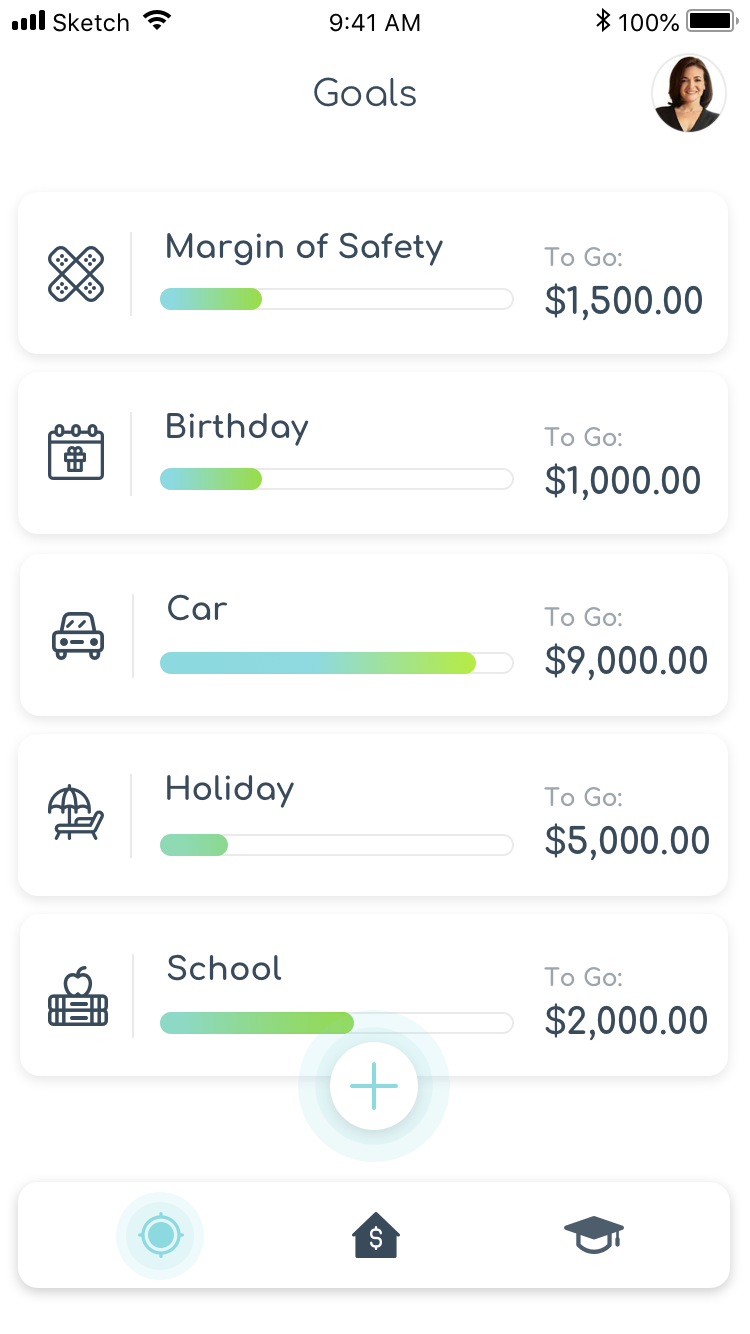 Sketch 9:41 AM 100%
Goals
Margin of Safety
To Go:
$1,500.00
Birthday
To Go:
$1,000.00
Car
To Go:
$9,000.00
Holiday
To Go:
$5,000.00
School
To Go:
$2,000.00
$